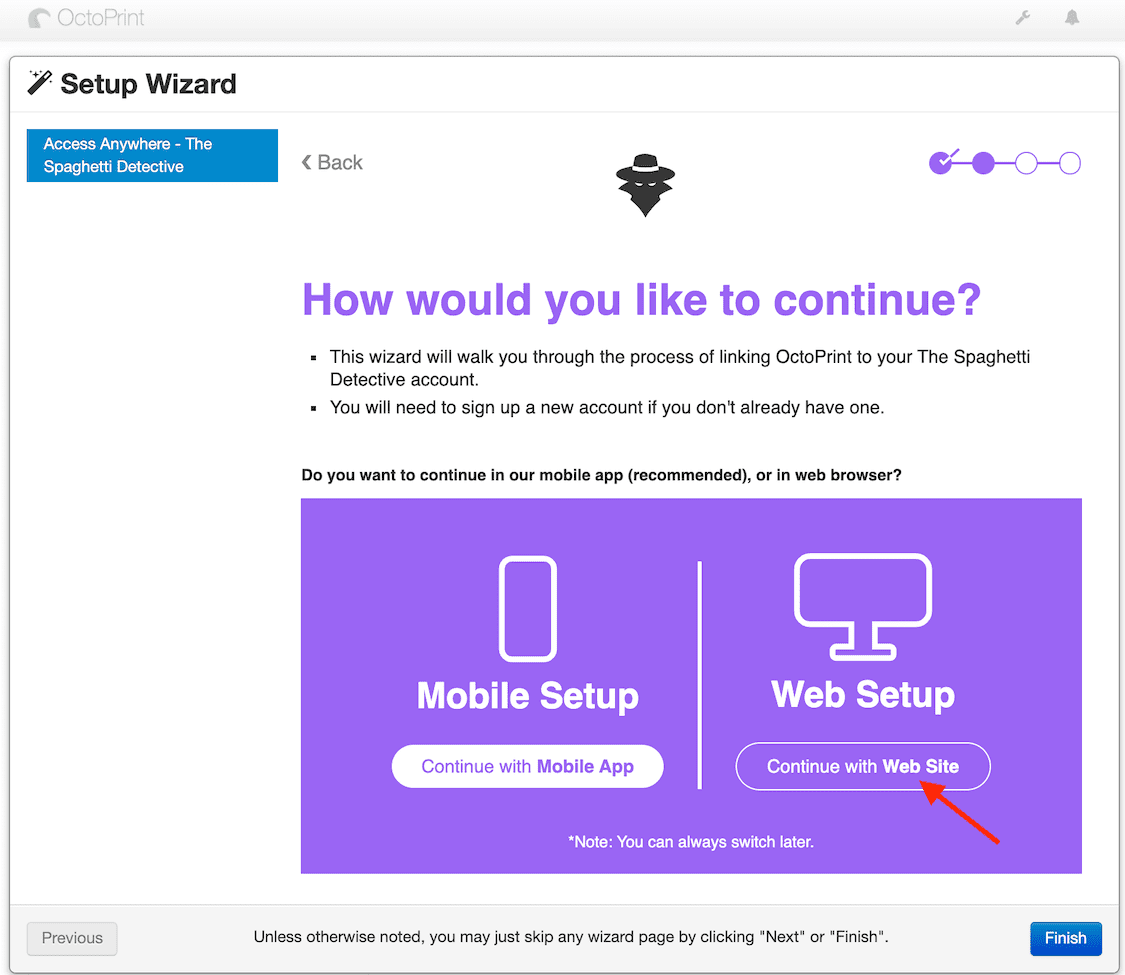 OctoPrint
Setup Wizard
Access Anywhere - The
Spaghetti Detective
Back
How would you like to continue?
This wizard will walk you through the process of linking OctoPrint to your The Spaghetti
Detective account.
You will need to sign up a new account if you don't already have one.
Do you want to continue in our mobile app (recommended), or in web browser?
Mobile Setup
Continue with Mobile App
Web Setup
Continue with Web Site
*Note: You can always switch later.
Previous
Unless otherwise noted, you may just skip any wizard page by clicking "Next" or "Finish".
Finish